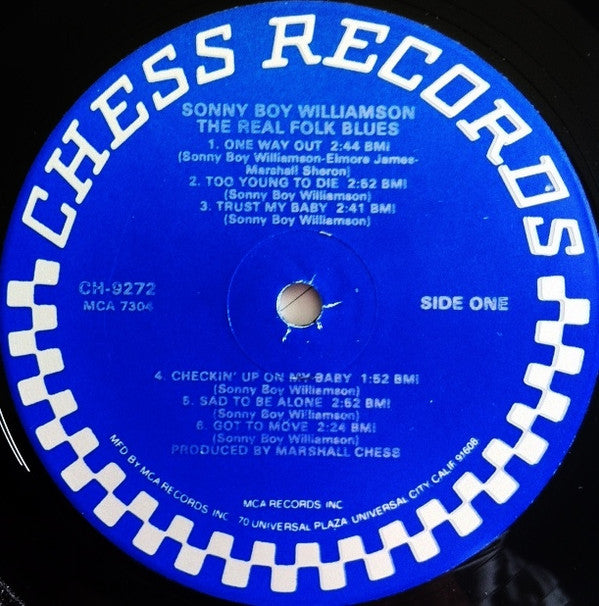 CHESS RECORDS
SONNY BOY WILLIAMSON
THE REAL FOLK BLUES
1. ONE WAY OUT 2:44 BMI
(Sonny Boy Williamson-Elmore James-
Marshall Sheron)
2. TOO YOUNG TO DIE 2:52 BMI
(Sonny Boy Williamson)
3. TRUST MY BABY 2:41 BMI
(Sonny Boy Williamson)
CH-9272
MCA 7304
SIDE ONE
4. CHECKIN' UP ON MY BABY 1:52 BMI
(Sonny Boy Williamson)
5. SAD TO BE ALONE 2:52 BMI
(Sonny Boy Williamson)
6. GOT TO MOVE 2:24 BMI
(Sonny Boy Williamson)
PRODUCED BY MARSHALL CHESS
MCA RECORDS INC
MFD BY MCA RECORDS INC 70 UNIVERSAL PLAZA UNIVERSAL CITY, CALIF. 91608